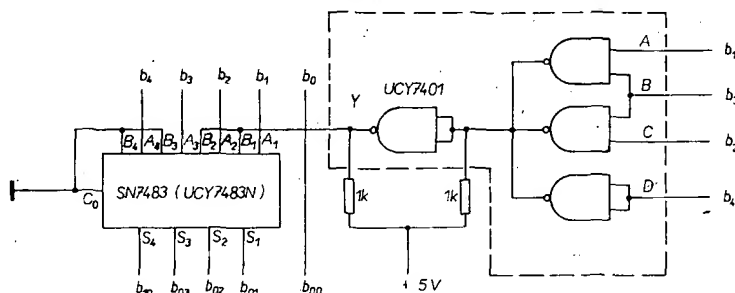 b₄ b₃ b₂ b₁ b₀
UCY7401
Y
A b₁
B b₃
C b₂
D b₄
B₄ A₄ B₃ A₃ B₂ A₂ B₁ A₁
C₀
SN7483 (UCY7483N)
1k 1k
S₄ S₃ S₂ S₁
b₁₀ b₀₃ b₀₂ b₀₁ b₀₀
+ 5V